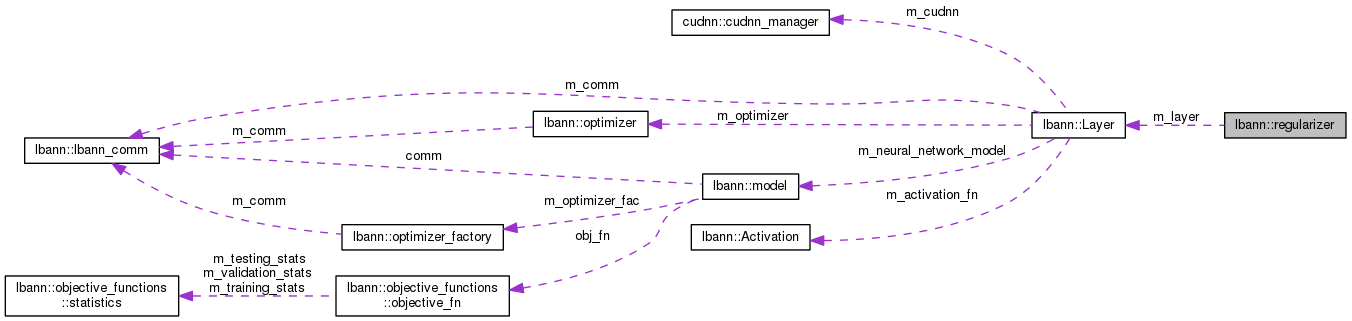 cudnn::cudnn_manager
m_cudnn
m_comm
lbann::optimizer
m_optimizer
lbann::Layer
m_layer
lbann::regularizer
m_comm
lbann::lbann_comm
comm
m_neural_network_model
lbann::model
m_activation_fn
m_comm
m_optimizer_fac
lbann::optimizer_factory
obj_fn
lbann::Activation
m_testing_stats
m_validation_stats
m_training_stats
lbann::objective_functions
::statistics
lbann::objective_functions
::objective_fn